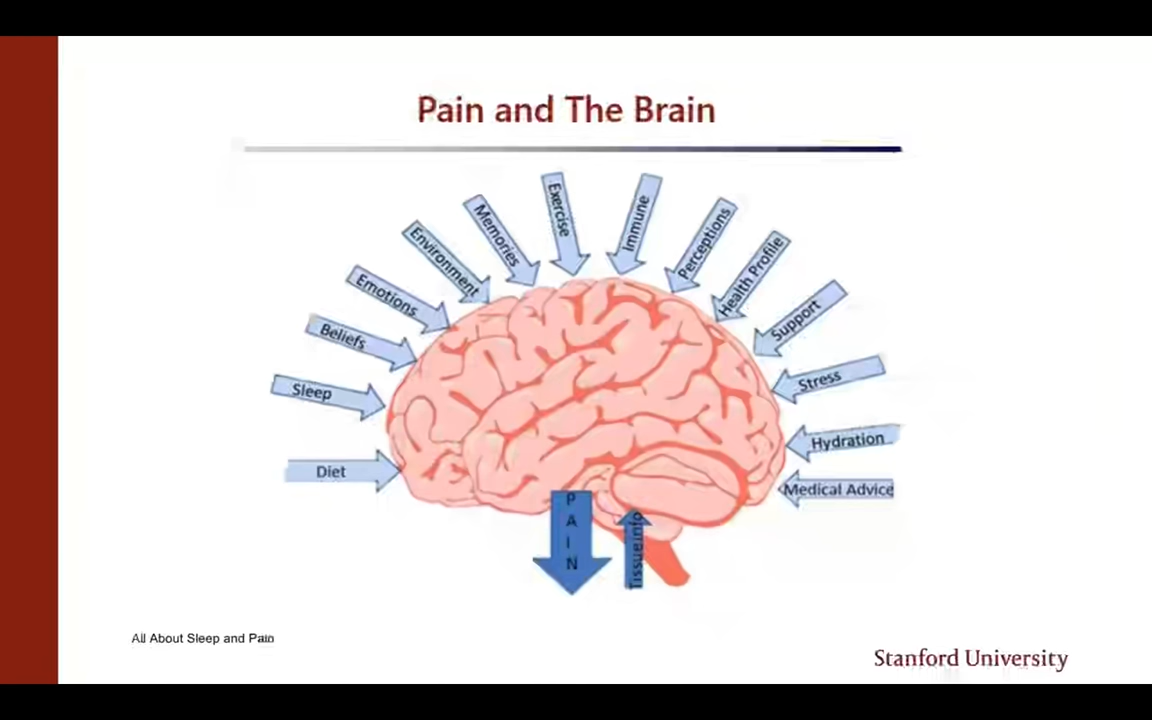 Pain and The Brain
Exercise
Immune
Memories
Perceptions
Environment
Health Profile
Emotions
Support
Beliefs
Stress
Sleep
Hydration
Diet
Medical Advice
PAIN
Tissue info
All About Sleep and Pain
Stanford University